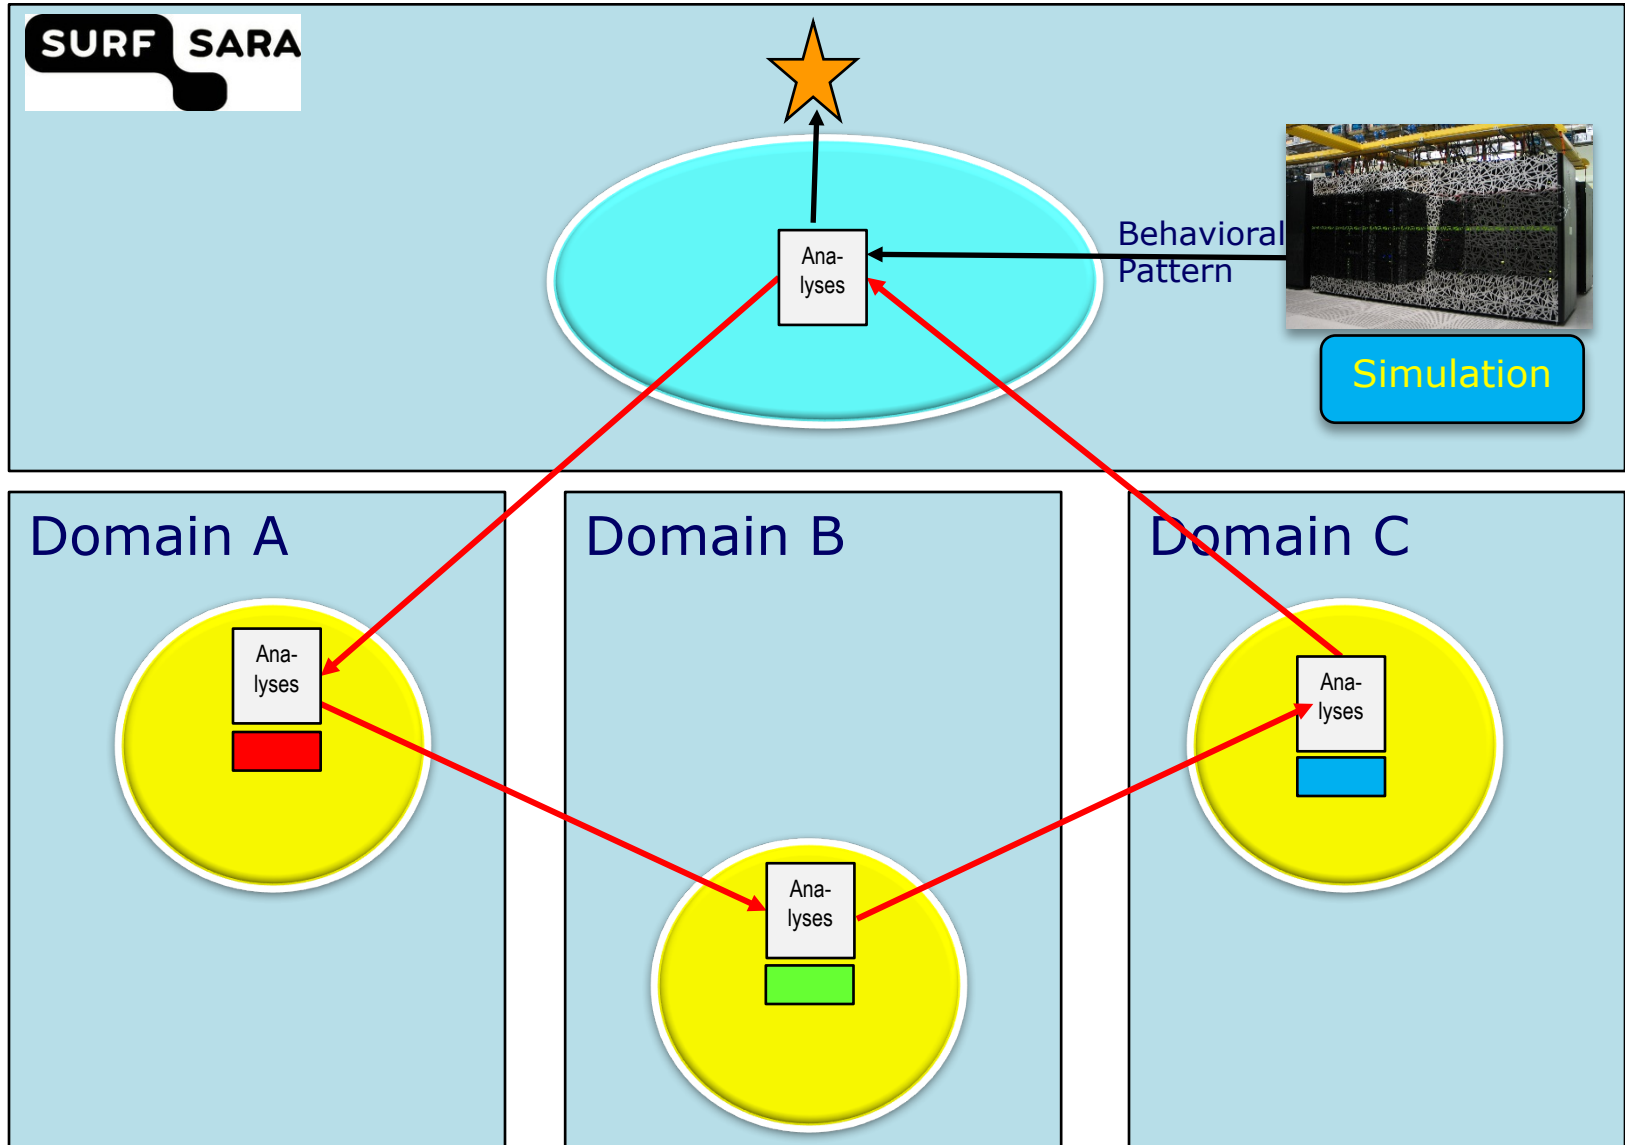 SURF SARA
Behavioral
Pattern
Ana-
lyses
Simulation
Domain A
Domain B
Domain C
Ana-
lyses
Ana-
lyses
Ana-
lyses